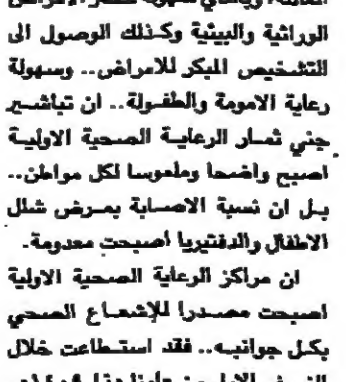 الوراثية والبيئية وكذلك الوصول الى
التشخيص المبكر للامراض.. وسهولة
رعاية الامومة والطفولة.. ان تباشير
جني ثمار الرعاية الصحية الاولية
اصبح واضحا وملموسا لكل مواطن..
بل ان نسبة الاصابة بمرض شلل
الاطفال والدفتيريا اصبحت معدومة.
ان مراكز الرعاية الصحية الاولية
اصبحت مصدرا للإشعاع الصحي
بكل جوانبه.. فقد استطاعت خلال